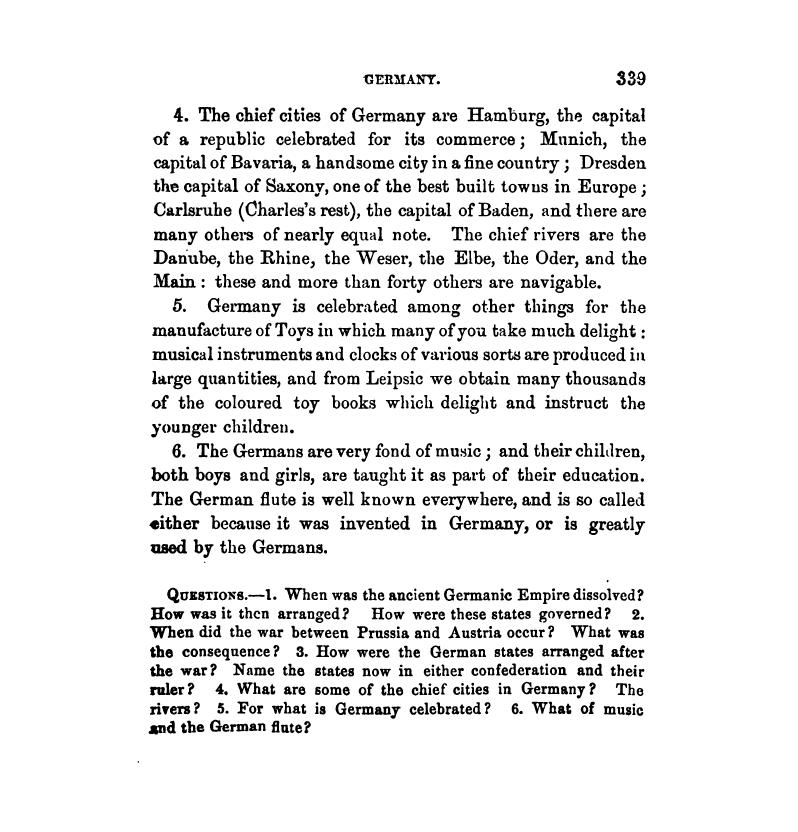 GERMANY. 339
4. The chief cities of Germany are Hamburg, the capital
of a republic celebrated for its commerce; Munich, the
capital of Bavaria, a handsome city in a fine country; Dresden
the capital of Saxony, one of the best built towns in Europe;
Carlsruhe (Charles's rest), the capital of Baden, and there are
many others of nearly equal note. The chief rivers are the
Danube, the Rhine, the Weser, the Elbe, the Oder, and the
Main: these and more than forty others are navigable.
5. Germany is celebrated among other things for the
manufacture of Toys in which many of you take much delight:
musical instruments and clocks of various sorts are produced in
large quantities, and from Leipsic we obtain many thousands
of the coloured toy books which delight and instruct the
younger children.
6. The Germans are very fond of music; and their children,
both boys and girls, are taught it as part of their education.
The German flute is well known everywhere, and is so called
either because it was invented in Germany, or is greatly
used by the Germans.
QUESTIONS.—1. When was the ancient Germanic Empire dissolved?
How was it then arranged? How were these states governed? 2.
When did the war between Prussia and Austria occur? What was
the consequence? 3. How were the German states arranged after
the war? Name the states now in either confederation and their
ruler? 4. What are some of the chief cities in Germany? The
rivers? 5. For what is Germany celebrated? 6. What of music
and the German flute?